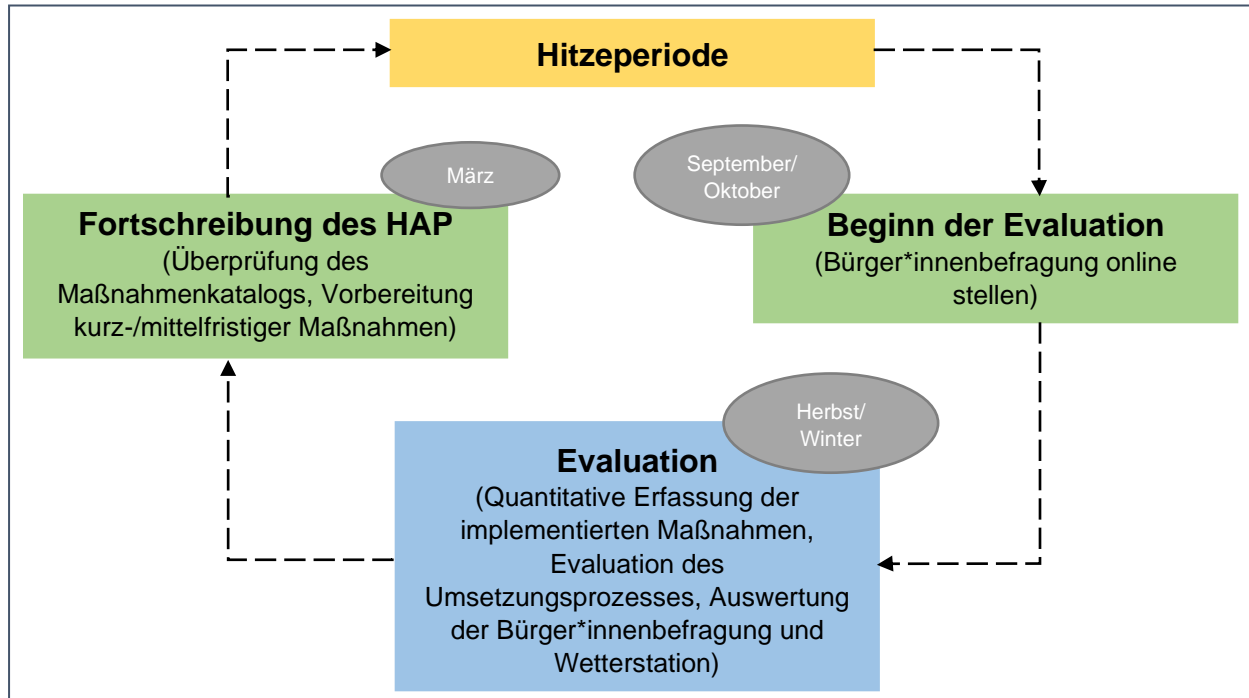 Hitzeperiode
März
September/
Oktober
Fortschreibung des HAP
(Überprüfung des
Maßnahmenkatalogs, Vorbereitung
kurz-/mittelfristiger Maßnahmen)
Beginn der Evaluation
(Bürger*innenbefragung online
stellen)
Herbst/
Winter
Evaluation
(Quantitative Erfassung der
implementierten Maßnahmen,
Evaluation des
Umsetzungsprozesses, Auswertung
der Bürger*innenbefragung und
Wetterstation)